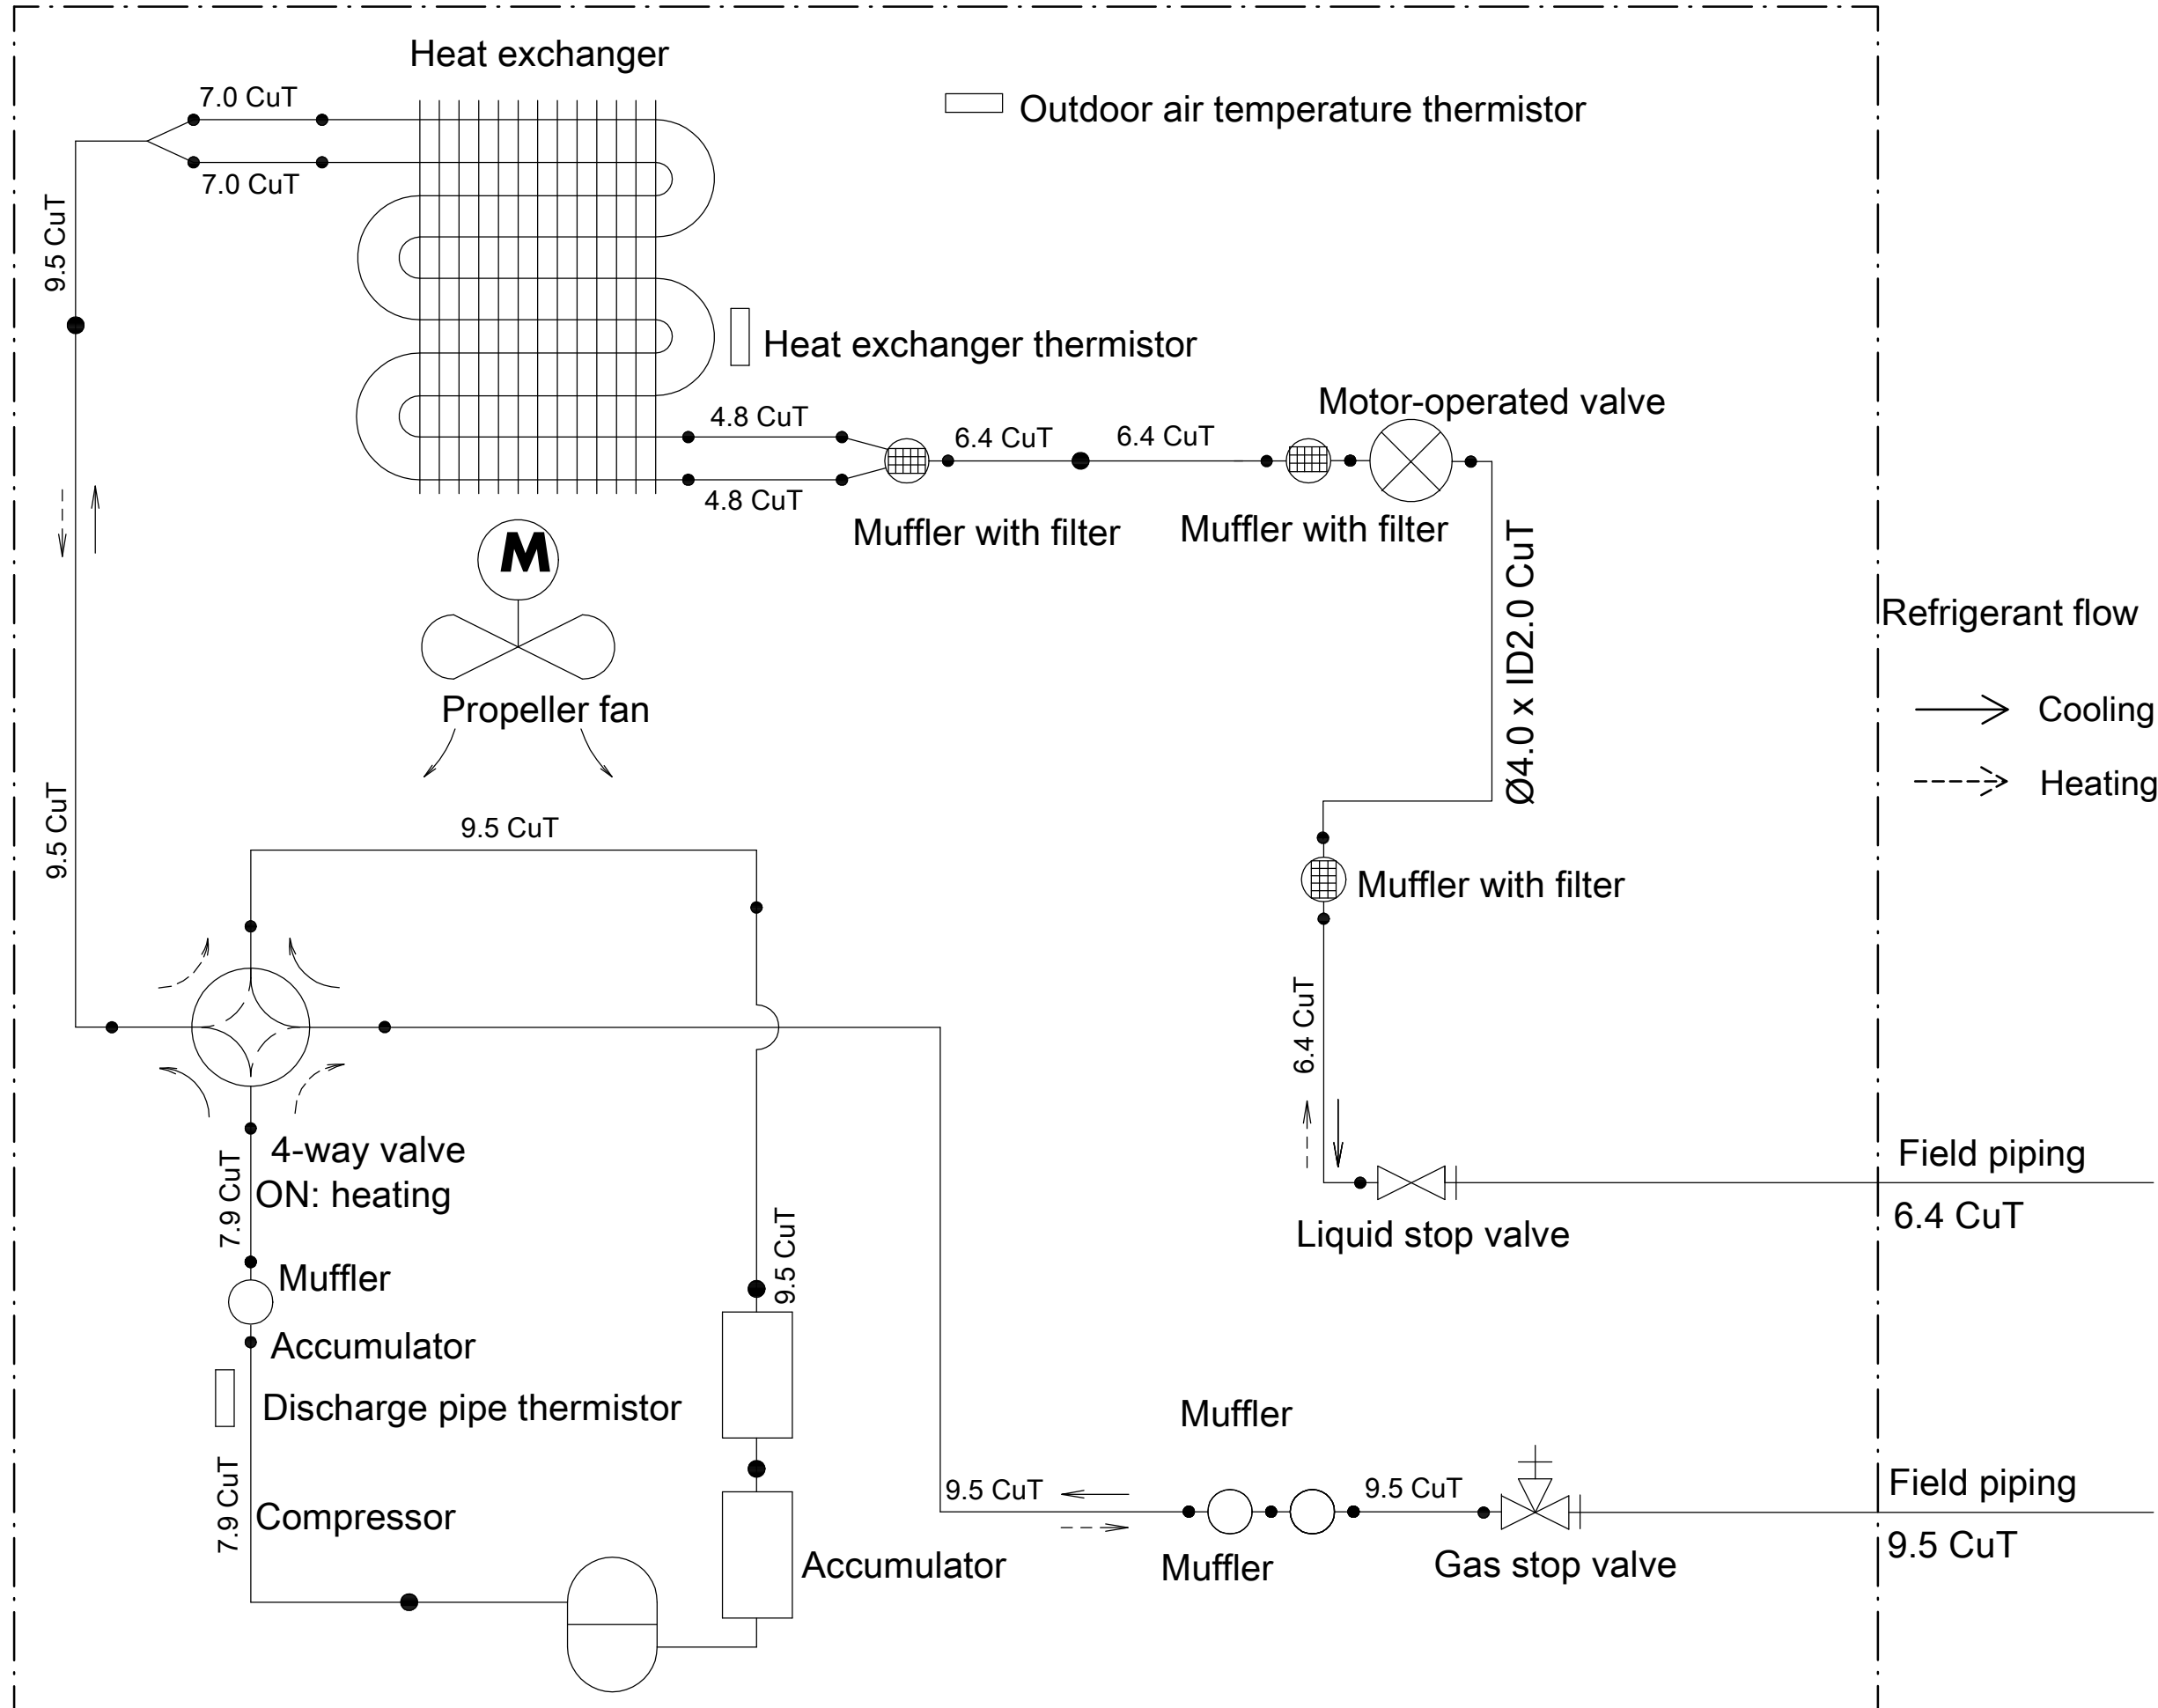 Heat exchanger
7.0 CuT
Outdoor air temperature thermistor
7.0 CuT
9.5 CuT
Heat exchanger thermistor
Motor-operated valve
4.8 CuT
6.4 CuT
6.4 CuT
4.8 CuT
Muffler with filter
Muffler with filter
M
Ø4.0 x ID2.0 CuT
Refrigerant flow
Propeller fan
Cooling
Heating
9.5 CuT
9.5 CuT
Muffler with filter
6.4 CuT
4-way valve
ON: heating
7.9 CuT
Field piping
6.4 CuT
Liquid stop valve
9.5 CuT
Muffler
Accumulator
Discharge pipe thermistor
Muffler
7.9 CuT
Compressor
9.5 CuT
9.5 CuT
Field piping
9.5 CuT
Accumulator
Muffler
Gas stop valve